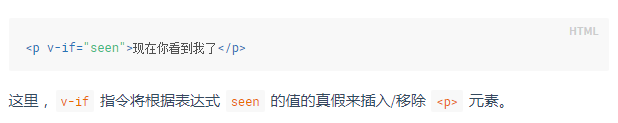 HTML
<p v-if="seen">现在你看到我了</p>
这里，v-if 指令将根据表达式 seen 的值的真假来插入/移除 <p> 元素。